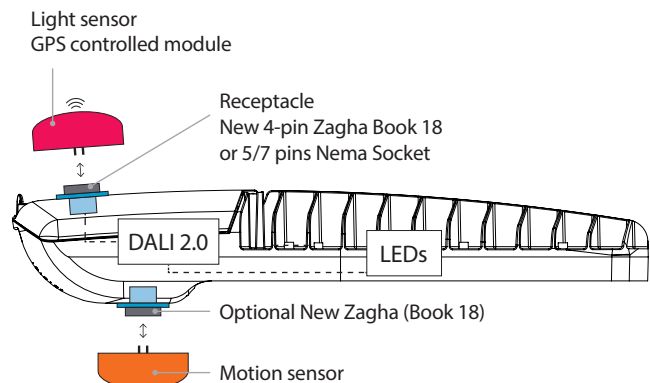 Light sensor
GPS controlled module
Receptacle
New 4-pin Zagha Book 18
or 5/7 pins Nema Socket
DALI 2.0
LEDs
Optional New Zagha (Book 18)
Motion sensor